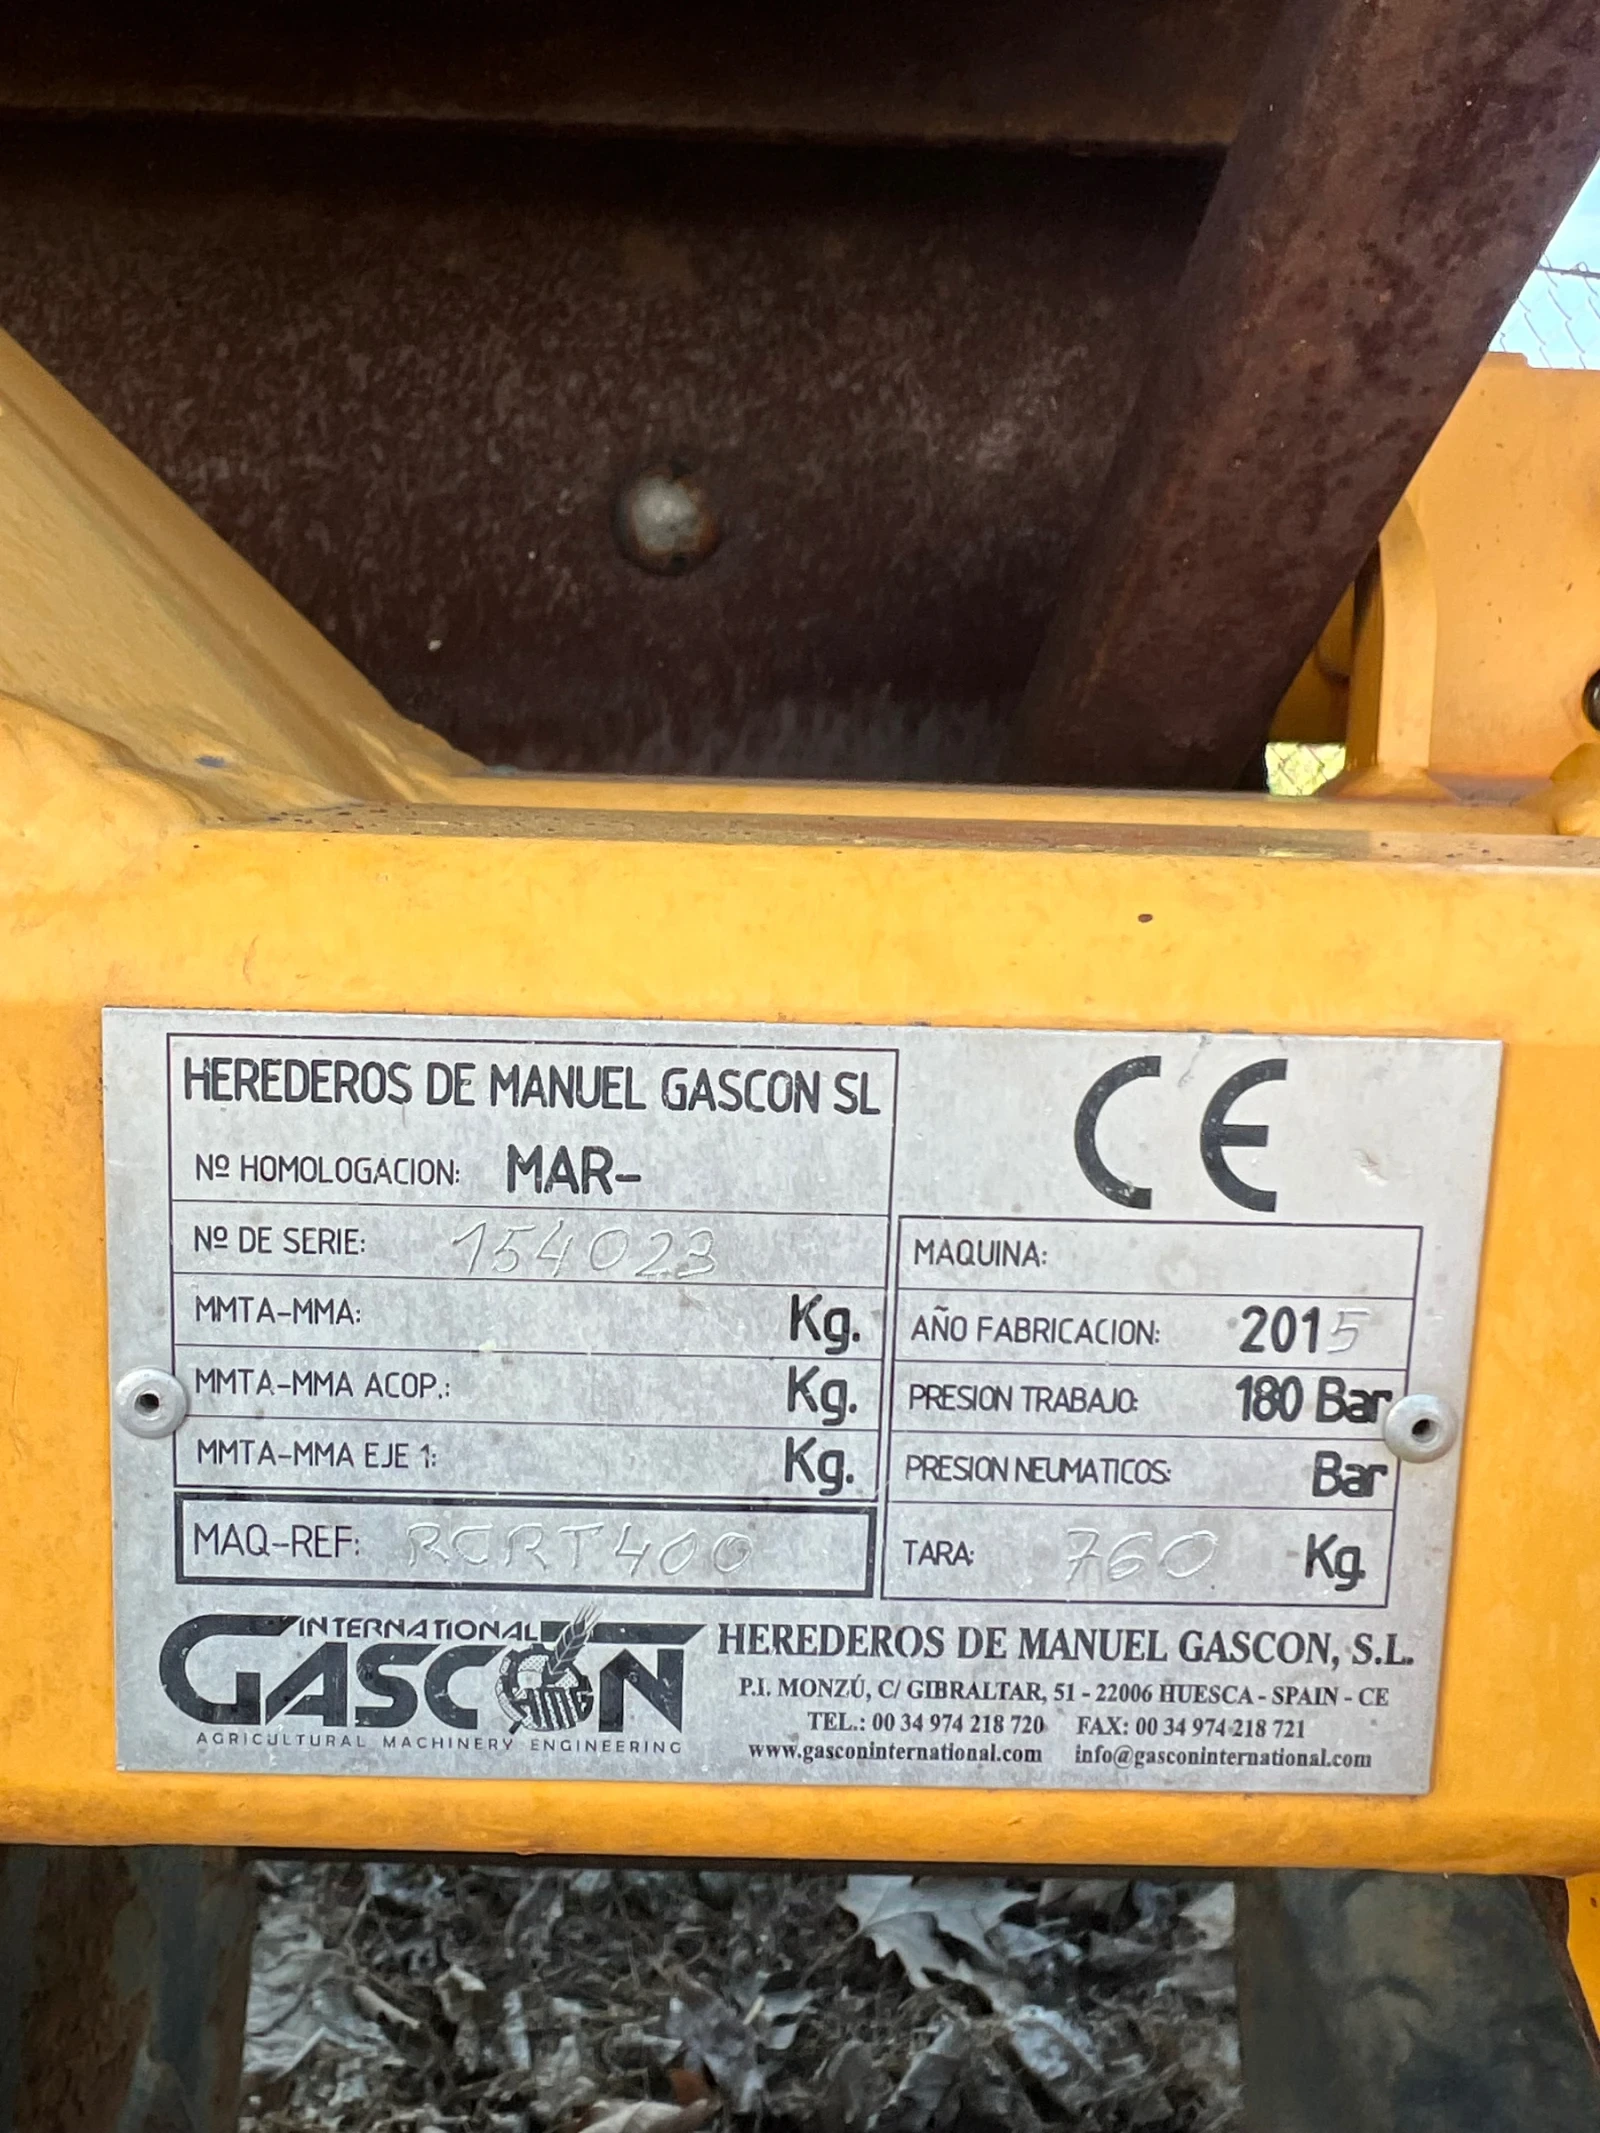 HEREDEROS DE MANUEL GASCON SL
Nº HOMOLOGACION: MAR-
Nº DE SERIE: 154023
MMTA-MMA: Kg.
MMTA-MMA ACOP.: Kg.
MMTA-MMA EJE 1: Kg.
MAQ-REF: RCRT400
CE
MAQUINA:
AÑO FABRICACION: 2015
PRESION TRABAJO: 180 Bar
PRESION NEUMATICOS: Bar
TARA: 760 Kg.
INTERNATIONAL
GASCON
HMG
AGRICULTURAL MACHINERY ENGINEERING
HEREDEROS DE MANUEL GASCON, S.L.
P.I. MONZÚ, C/ GIBRALTAR, 51 - 22006 HUESCA - SPAIN - CE
TEL.: 00 34 974 218 720 FAX: 00 34 974 218 721
www.gasconinternational.com info@gasconinternational.com